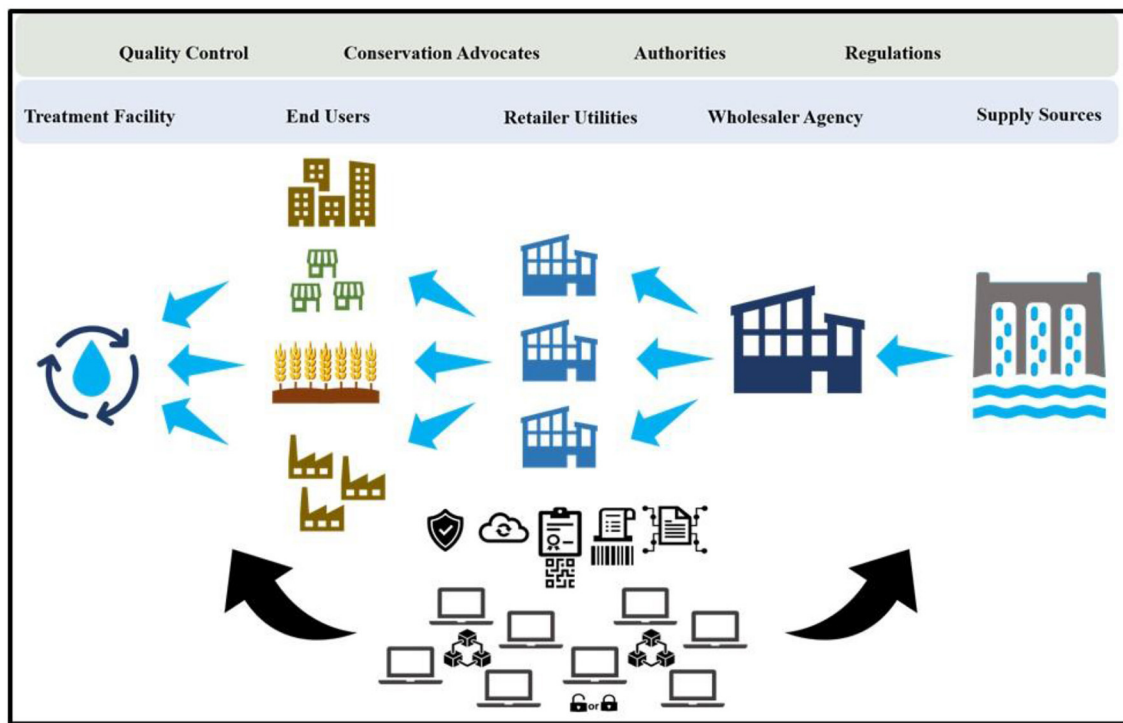 Quality Control Conservation Advocates Authorities Regulations
Treatment Facility End Users Retailer Utilities Wholesaler Agency Supply Sources
or